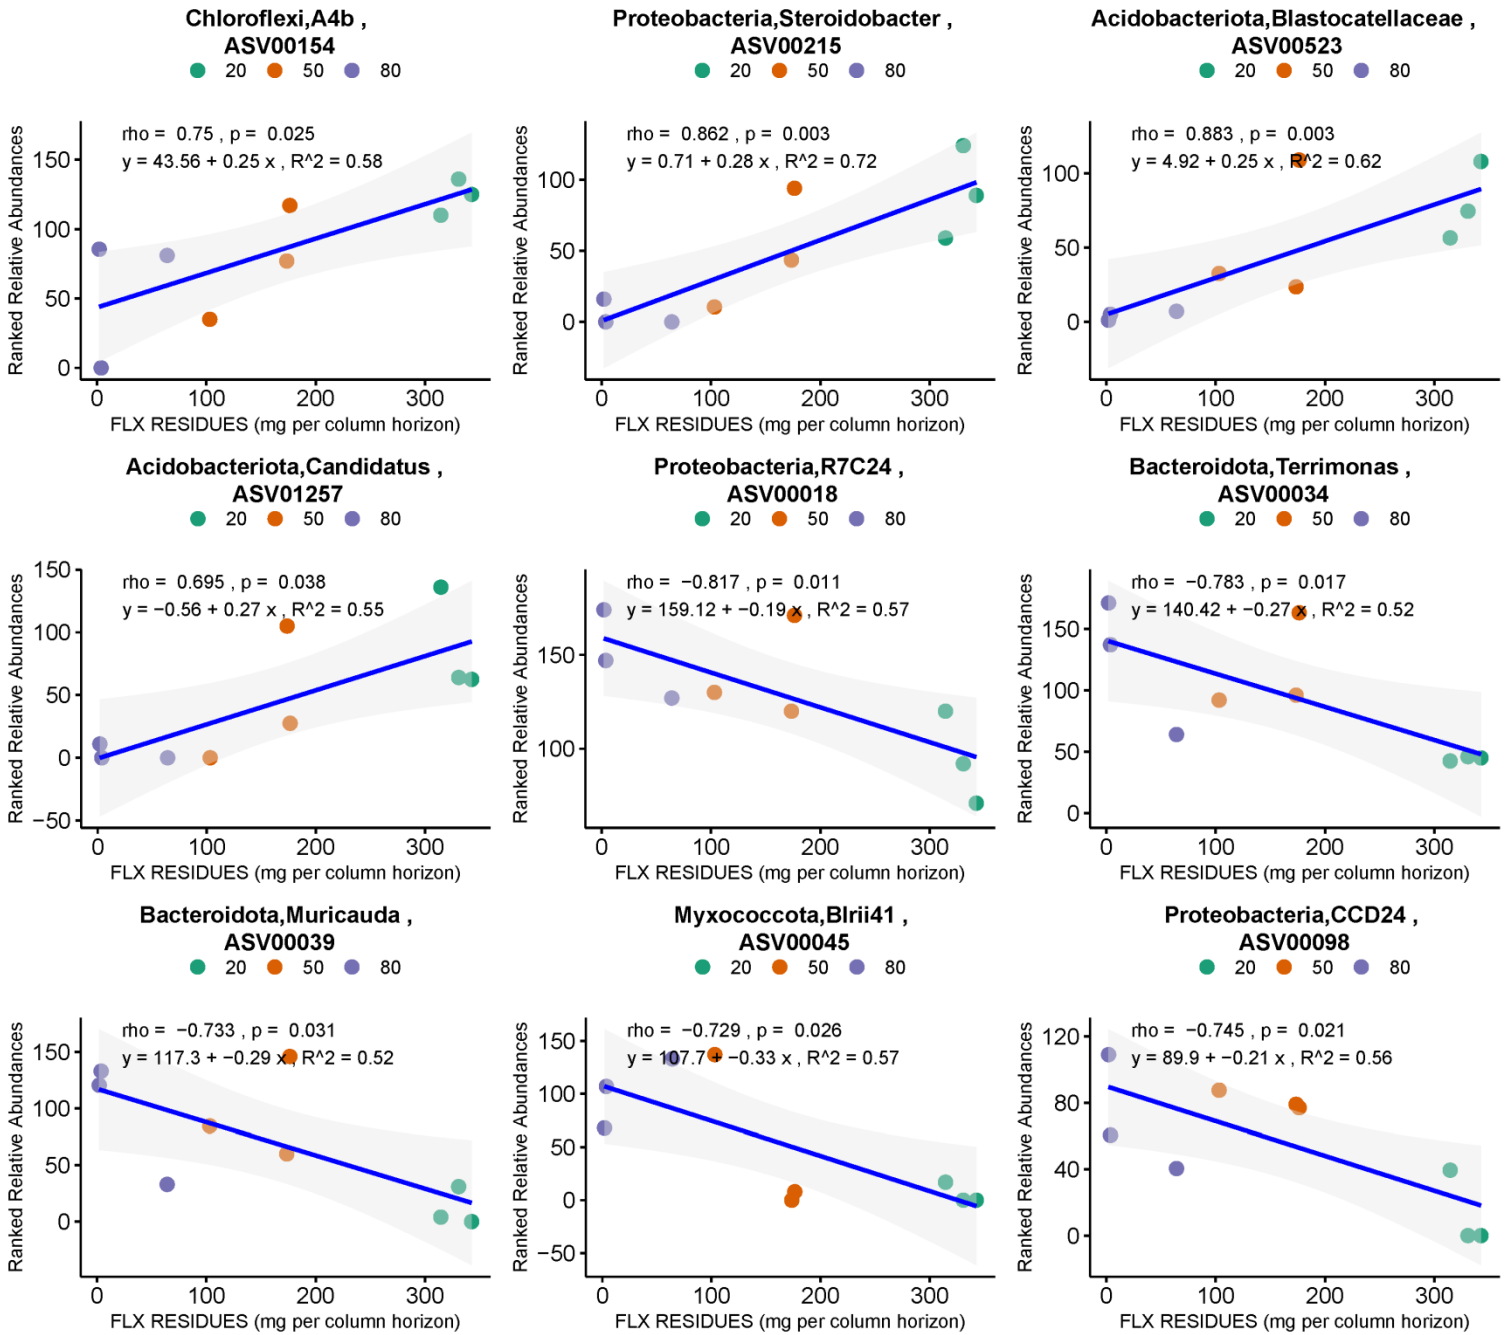 Chloroflexi,A4b ,
ASV00154
20 50 80
rho = 0.75 , p = 0.025
y = 43.56 + 0.25 x , R^2 = 0.58
Ranked Relative Abundances
150
100
50
0
0 100 200 300
FLX RESIDUES (mg per column horizon)
Proteobacteria,Steroidobacter ,
ASV00215
20 50 80
rho = 0.862 , p = 0.003
y = 0.71 + 0.28 x , R^2 = 0.72
Ranked Relative Abundances
100
50
0
0 100 200 300
FLX RESIDUES (mg per column horizon)
Acidobacteriota,Blastocatellaceae ,
ASV00523
20 50 80
rho = 0.883 , p = 0.003
y = 4.92 + 0.25 x , R^2 = 0.62
Ranked Relative Abundances
100
50
0
0 100 200 300
FLX RESIDUES (mg per column horizon)
Acidobacteriota,Candidatus ,
ASV01257
20 50 80
rho = 0.695 , p = 0.038
y = −0.56 + 0.27 x , R^2 = 0.55
Ranked Relative Abundances
150
100
50
0
−50
0 100 200 300
FLX RESIDUES (mg per column horizon)
Proteobacteria,R7C24 ,
ASV00018
20 50 80
rho = −0.817 , p = 0.011
y = 159.12 + −0.19 x , R^2 = 0.57
Ranked Relative Abundances
150
100
0 100 200 300
FLX RESIDUES (mg per column horizon)
Bacteroidota,Terrimonas ,
ASV00034
20 50 80
rho = −0.783 , p = 0.017
y = 140.42 + −0.27 x , R^2 = 0.52
Ranked Relative Abundances
150
100
50
0
0 100 200 300
FLX RESIDUES (mg per column horizon)
Bacteroidota,Muricauda ,
ASV00039
20 50 80
rho = −0.733 , p = 0.031
y = 117.3 + −0.29 x , R^2 = 0.52
Ranked Relative Abundances
150
100
50
0
0 100 200 300
FLX RESIDUES (mg per column horizon)
Myxococcota,BIrii41 ,
ASV00045
20 50 80
rho = −0.729 , p = 0.026
y = 107.7 + −0.33 x , R^2 = 0.57
Ranked Relative Abundances
150
100
50
0
−50
0 100 200 300
FLX RESIDUES (mg per column horizon)
Proteobacteria,CCD24 ,
ASV00098
20 50 80
rho = −0.745 , p = 0.021
y = 89.9 + −0.21 x , R^2 = 0.56
Ranked Relative Abundances
120
80
40
0
0 100 200 300
FLX RESIDUES (mg per column horizon)